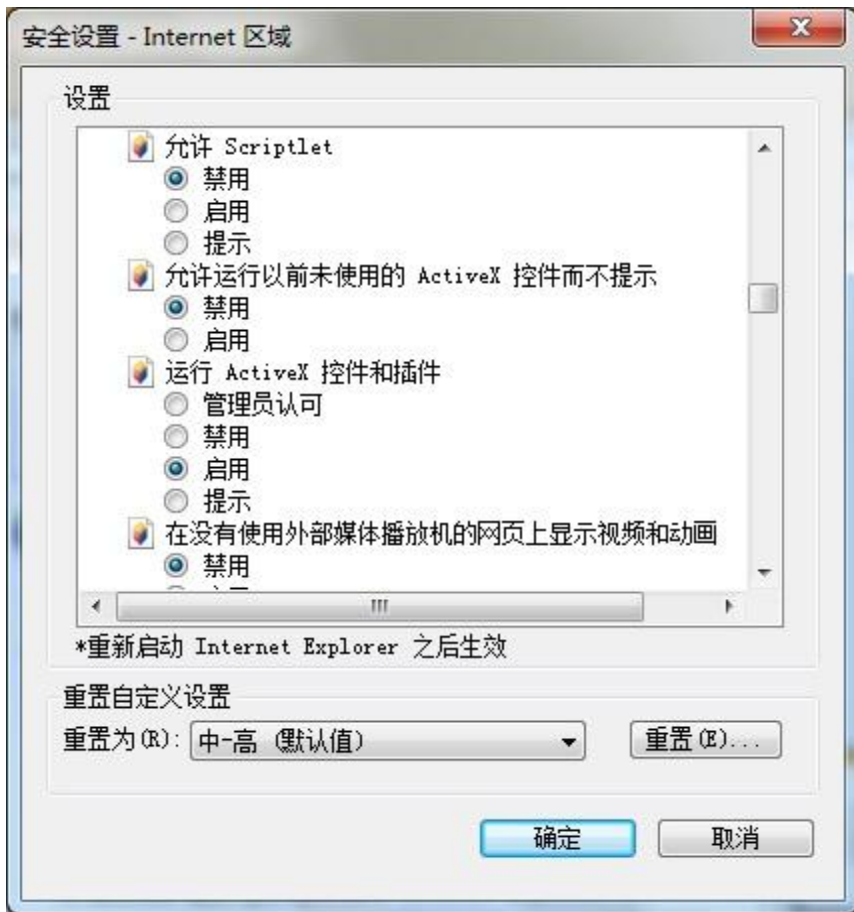 安全设置 - Internet 区域
设置
允许 Scriptlet
禁用
启用
提示
允许运行以前未使用的 ActiveX 控件而不提示
禁用
启用
运行 ActiveX 控件和插件
管理员认可
禁用
启用
提示
在没有使用外部媒体播放机的网页上显示视频和动画
禁用
*重新启动 Internet Explorer 之后生效
重置自定义设置
重置为(R): 中-高 (默认值) 重置(E)...
确定 取消